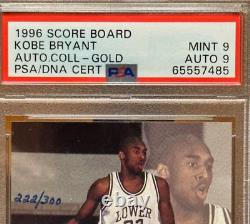 1996 SCORE BOARD
KOBE BRYANT MINT 9
AUTO.COLL-GOLD AUTO 9
PSA/DNA CERT PSA 65557485
222/300
LOWER